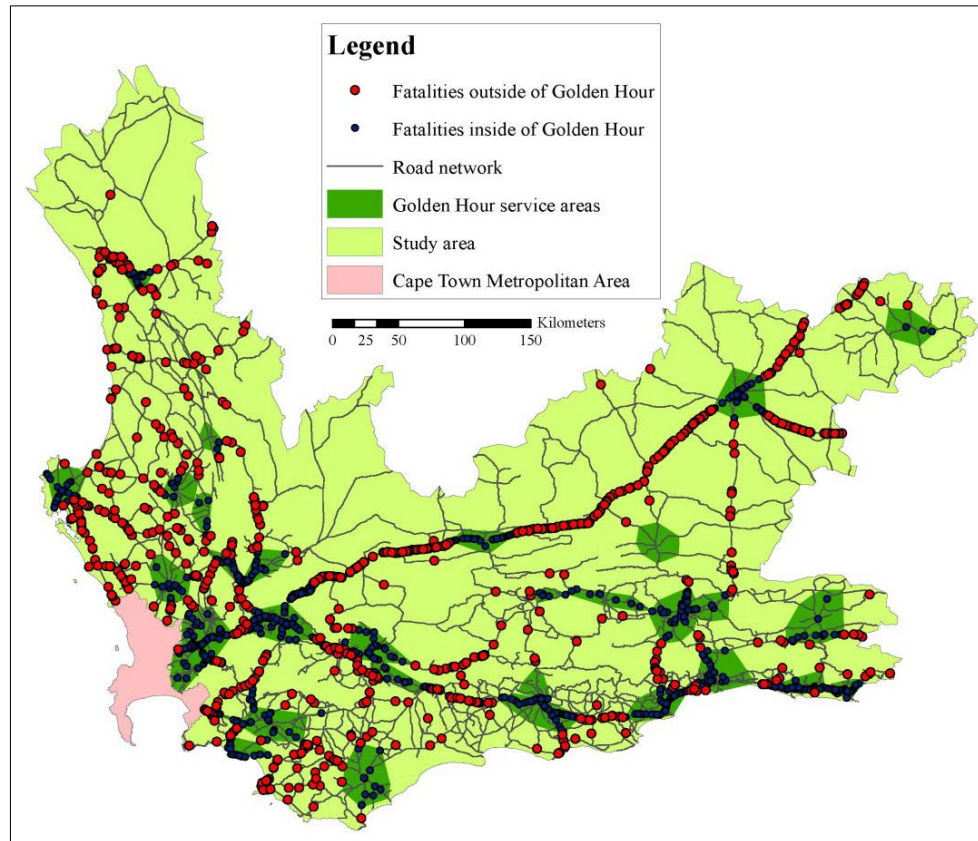 Legend
Fatalities outside of Golden Hour
Fatalities inside of Golden Hour
Road network
Golden Hour service areas
Study area
Cape Town Metropolitan Area
Kilometers
0 25 50 100 150